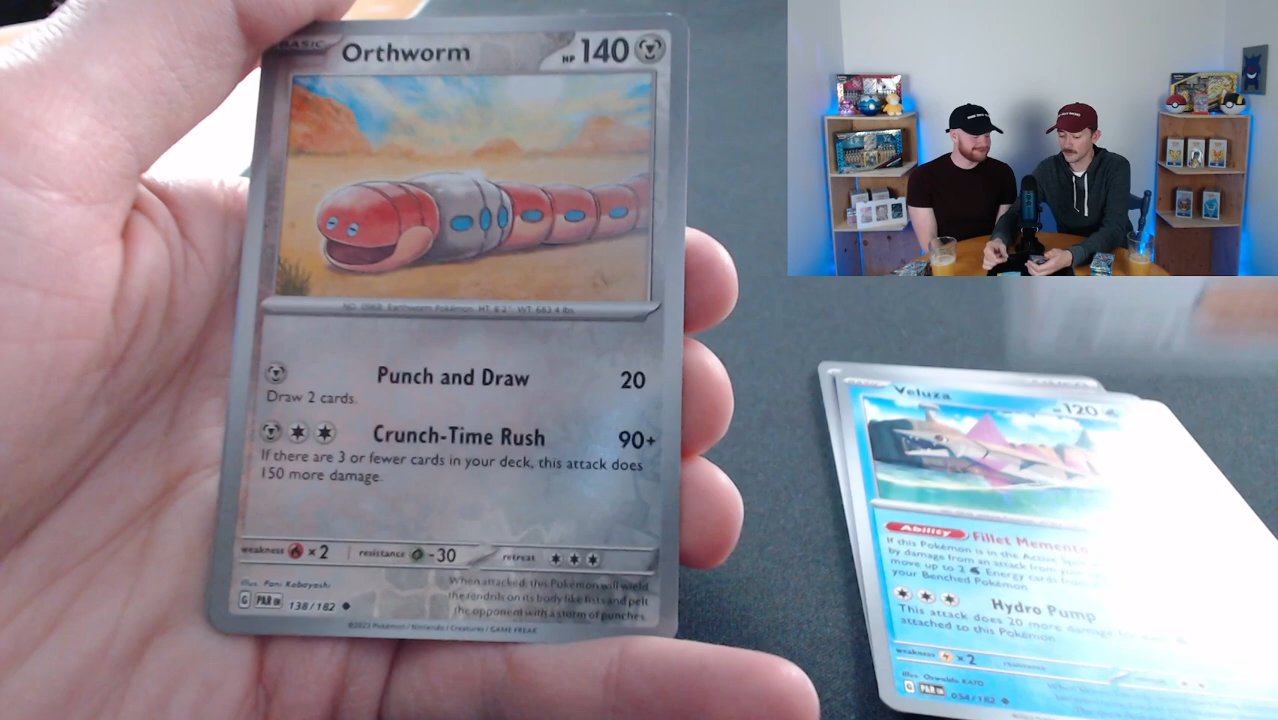 BASIC Orthworm HP 140
NO. 0968 Earthworm Pokémon HT: 8'2" WT: 683.4 lbs.
Punch and Draw 20
Draw 2 cards.
Crunch-Time Rush 90+
If there are 3 or fewer cards in your deck, this attack does
150 more damage.
weakness ×2 resistance -30 retreat
Illus. Pani Kobayashi
When attacked, this Pokémon will wield
the tendrils on its body like fists and pelt
the opponent with a storm of punches.
G PAR EN 138/182
©2023 Pokémon / Nintendo / Creatures / GAME FREAK
Veluza 120
Ability Fillet Memento
If this Pokémon is in the Active
by damage from an attack from
move up to 2 Energy cards
your Benched Pokémon.
Hydro Pump
This attack does 20 more damage
attached to this Pokémon.
weakness ×2 resistance
Illus. Oswaldo KATO
G PAR EN 054/182